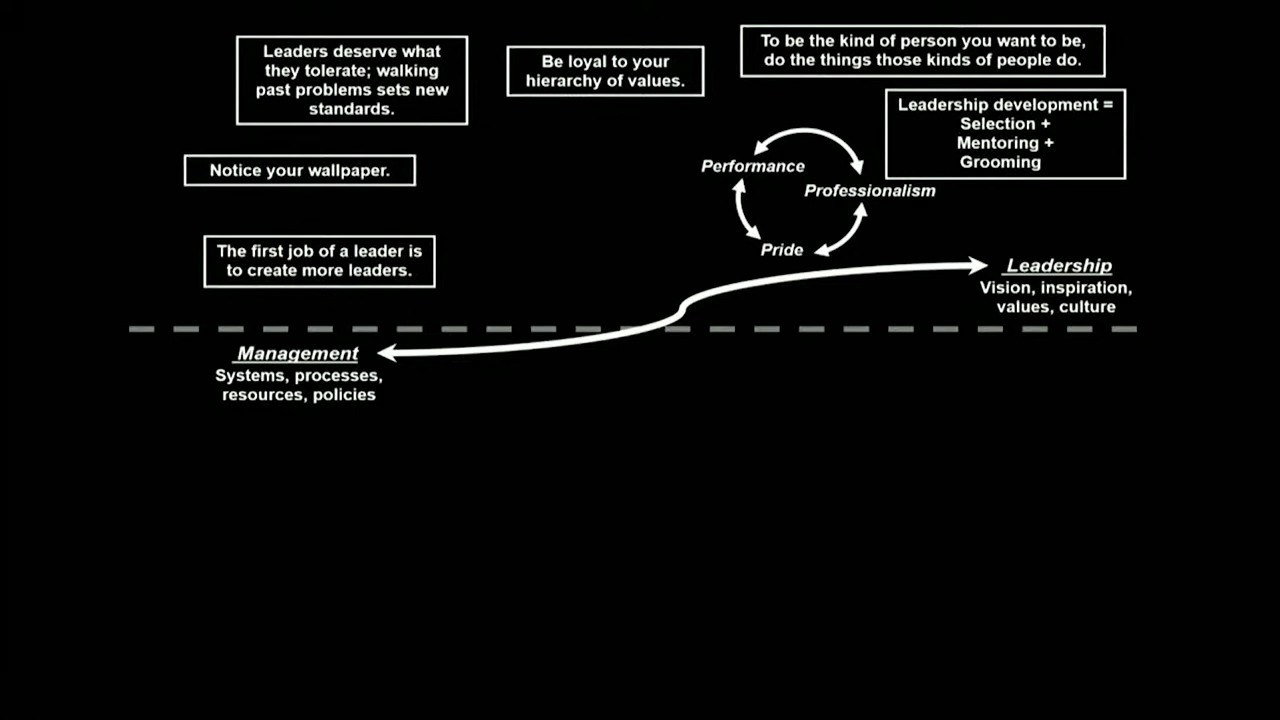 Leaders deserve what
they tolerate; walking
past problems sets new
standards.
Be loyal to your
hierarchy of values.
To be the kind of person you want to be,
do the things those kinds of people do.
Leadership development =
Selection +
Mentoring +
Grooming
Notice your wallpaper.
Performance
Professionalism
Pride
The first job of a leader is
to create more leaders.
Leadership
Vision, inspiration,
values, culture
Management
Systems, processes,
resources, policies